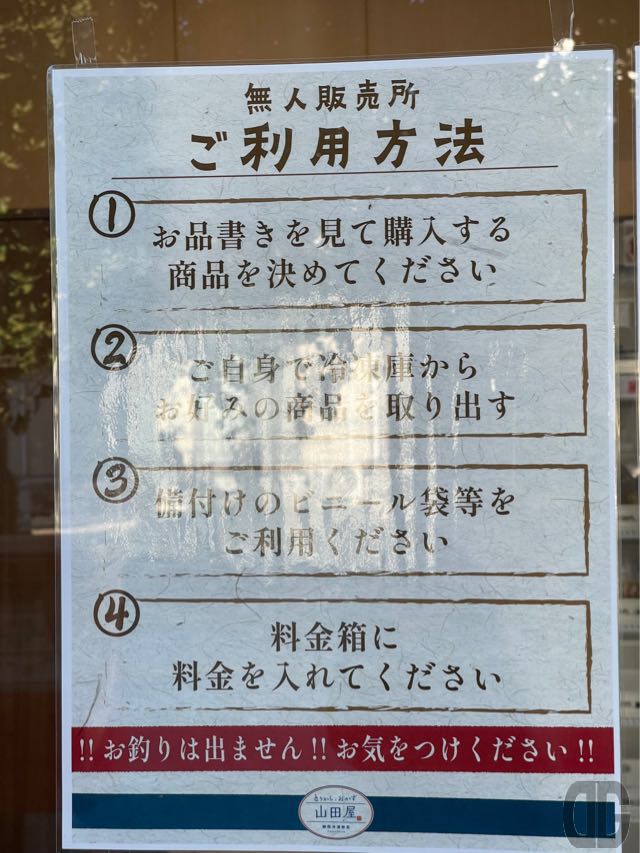 無人販売所
ご利用方法
①
お品書きを見て購入する
商品を決めてください
②
ご自身で冷凍庫から
お好みの商品を取り出す
③
備付けのビニール袋等を
ご利用ください
④
料金箱に
料金を入れてください
!!お釣りは出ません!!お気をつけください!!
山田屋